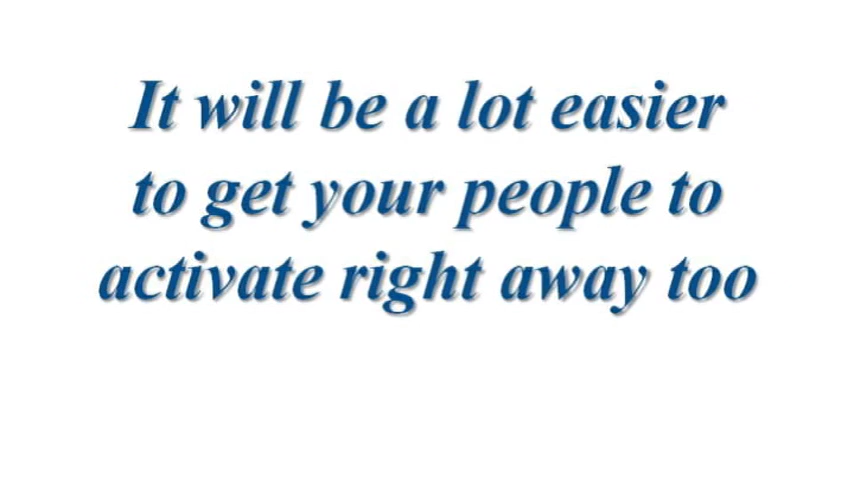 It will be a lot easier
to get your people to
activate right away too